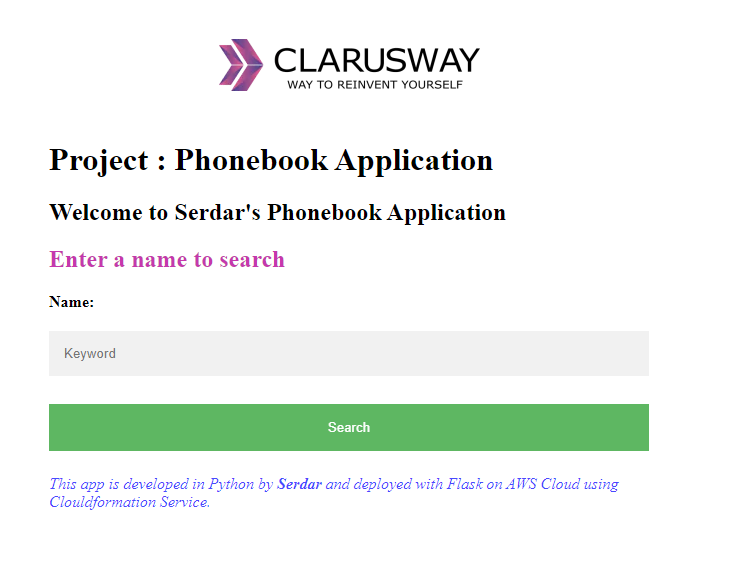 CLARUSWAY
WAY TO REINVENT YOURSELF
Project : Phonebook Application
Welcome to Serdar's Phonebook Application
Enter a name to search
Name:
Keyword
Search
This app is developed in Python by Serdar and deployed with Flask on AWS Cloud using
Clouldformation Service.